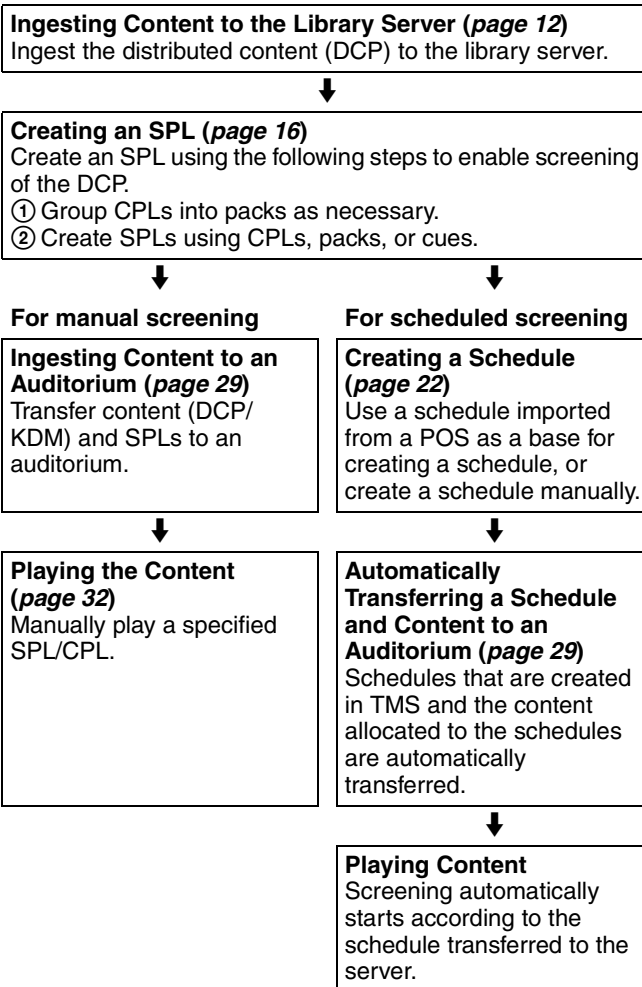 Ingesting Content to the Library Server (page 12)
Ingest the distributed content (DCP) to the library server.
Creating an SPL (page 16)
Create an SPL using the following steps to enable screening
of the DCP.
① Group CPLs into packs as necessary.
② Create SPLs using CPLs, packs, or cues.
For manual screening
Ingesting Content to an
Auditorium (page 29)
Transfer content (DCP/
KDM) and SPLs to an
auditorium.
Playing the Content
(page 32)
Manually play a specified
SPL/CPL.
For scheduled screening
Creating a Schedule
(page 22)
Use a schedule imported
from a POS as a base for
creating a schedule, or
create a schedule manually.
Automatically
Transferring a Schedule
and Content to an
Auditorium (page 29)
Schedules that are created
in TMS and the content
allocated to the schedules
are automatically
transferred.
Playing Content
Screening automatically
starts according to the
schedule transferred to the
server.